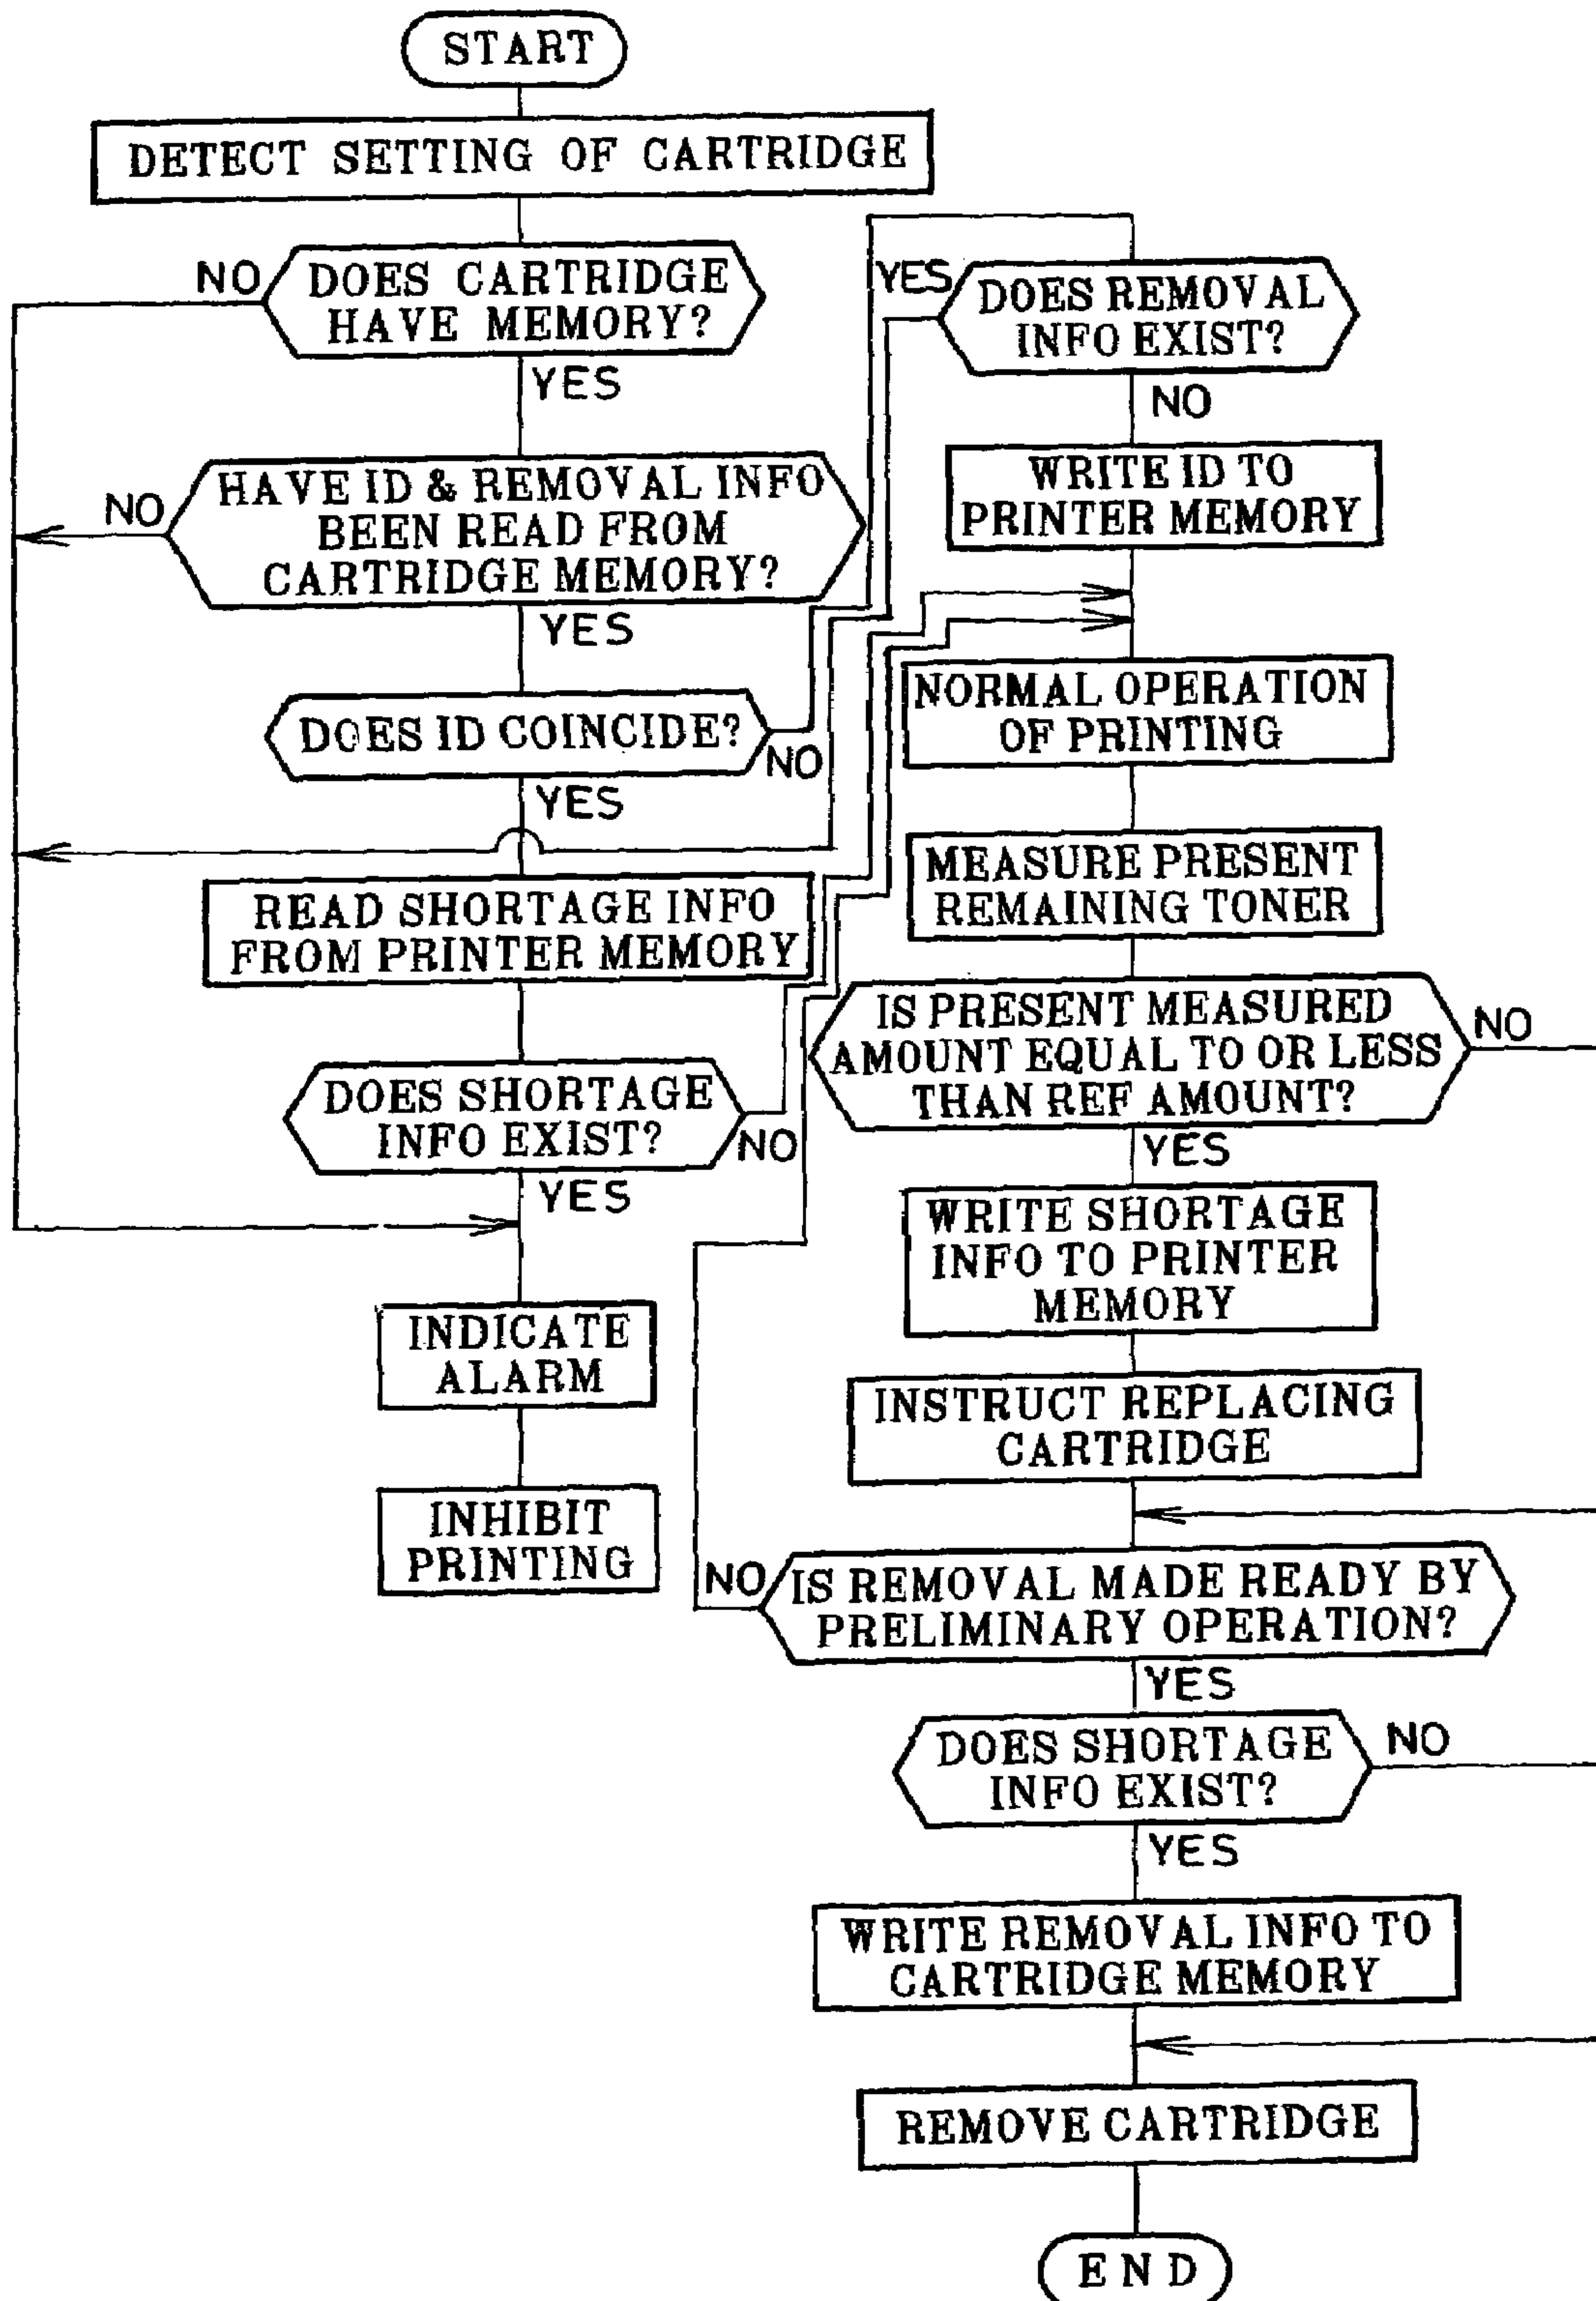 START
DETECT SETTING OF CARTRIDGE
NO
DOES CARTRIDGE
HAVE MEMORY?
YES
NO
HAVE ID & REMOVAL INFO
BEEN READ FROM
CARTRIDGE MEMORY?
YES
DOES ID COINCIDE?
NO
YES
READ SHORTAGE INFO
FROM PRINTER MEMORY
DOES SHORTAGE
INFO EXIST?
NO
YES
INDICATE
ALARM
INHIBIT
PRINTING
YES
DOES REMOVAL
INFO EXIST?
NO
WRITE ID TO
PRINTER MEMORY
NORMAL OPERATION
OF PRINTING
MEASURE PRESENT
REMAINING TONER
IS PRESENT MEASURED
AMOUNT EQUAL TO OR LESS
THAN REF AMOUNT?
NO
YES
WRITE SHORTAGE
INFO TO PRINTER
MEMORY
INSTRUCT REPLACING
CARTRIDGE
NO
IS REMOVAL MADE READY BY
PRELIMINARY OPERATION?
YES
DOES SHORTAGE
INFO EXIST?
NO
YES
WRITE REMOVAL INFO TO
CARTRIDGE MEMORY
REMOVE CARTRIDGE
END